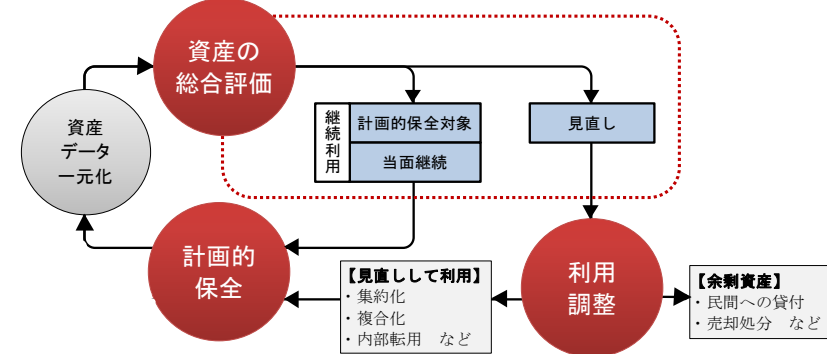 資産の
総合評価
資産
データ
一元化
継続利用
計画的保全対象
当面継続
見直し
計画的
保全
【見直しして利用】
・集約化
・複合化
・内部転用　など
利用
調整
【余剰資産】
・民間への貸付
・売却処分　など